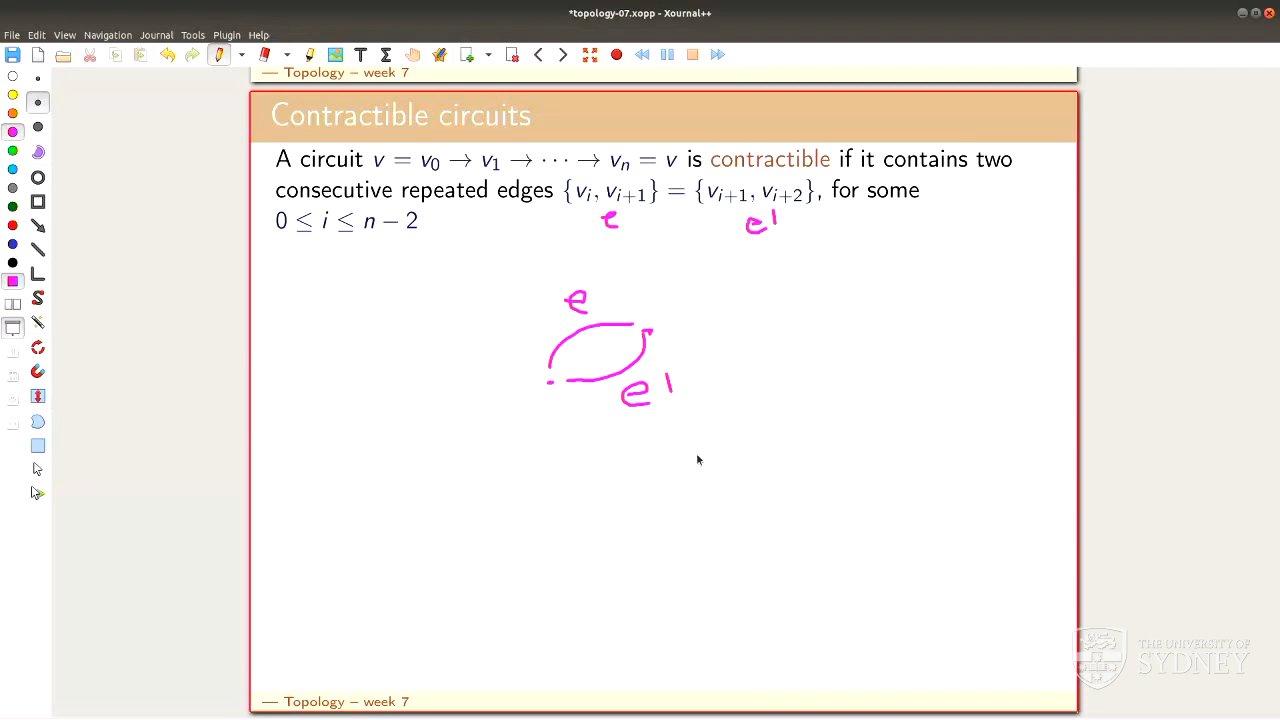 *topology-07.xopp - Xournal++
File Edit View Navigation Journal Tools Plugin Help
— Topology – week 7
Contractible circuits
A circuit v = v₀ → v₁ → ⋯ → vₙ = v is contractible if it contains two
consecutive repeated edges {vᵢ, vᵢ₊₁} = {vᵢ₊₁, vᵢ₊₂}, for some
0 ≤ i ≤ n − 2
e e'
e
e'
THE UNIVERSITY OF
SYDNEY
— Topology – week 7